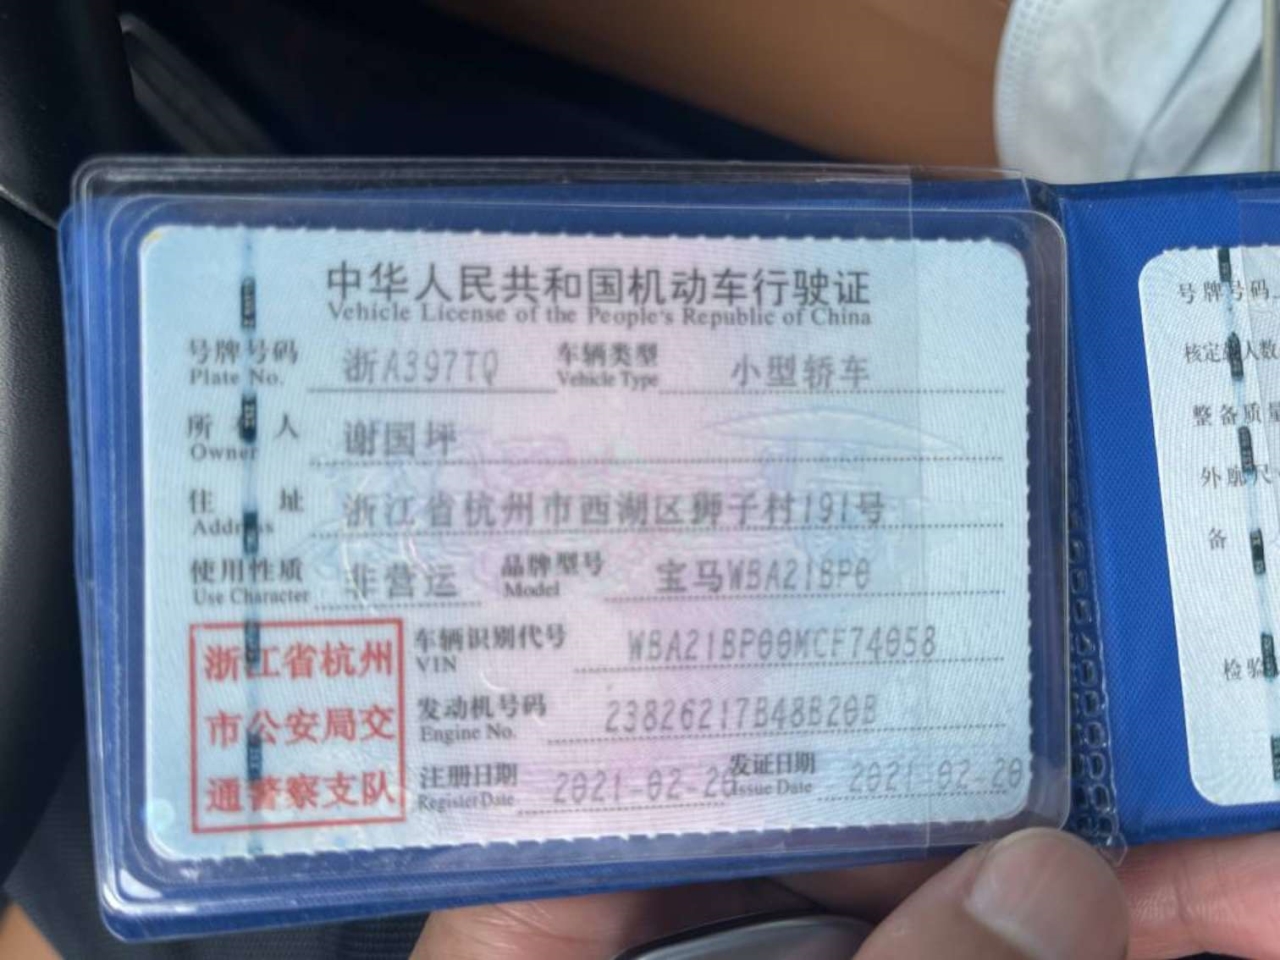 中华人民共和国机动车行驶证
Vehicle License of the People's Republic of China
号牌号码 浙A397TQ 车辆类型 小型轿车
Plate No. Vehicle Type
所 人 谢国坪
Owner
住 址 浙江省杭州市西湖区狮子村191号
Address
使用性质 非营运 品牌型号 宝马WBA21BP0
Use Character Model
车辆识别代号 WBA21BP00MCF74058
VIN
发动机号码 23826217B48B20B
Engine No.
注册日期 2021-02-20 发证日期 2021-02-20
Register Date Issue Date
浙江省杭州
市公安局交
通警察支队
号牌号码
核定 人数
整备质量
外廓尺
备
检验